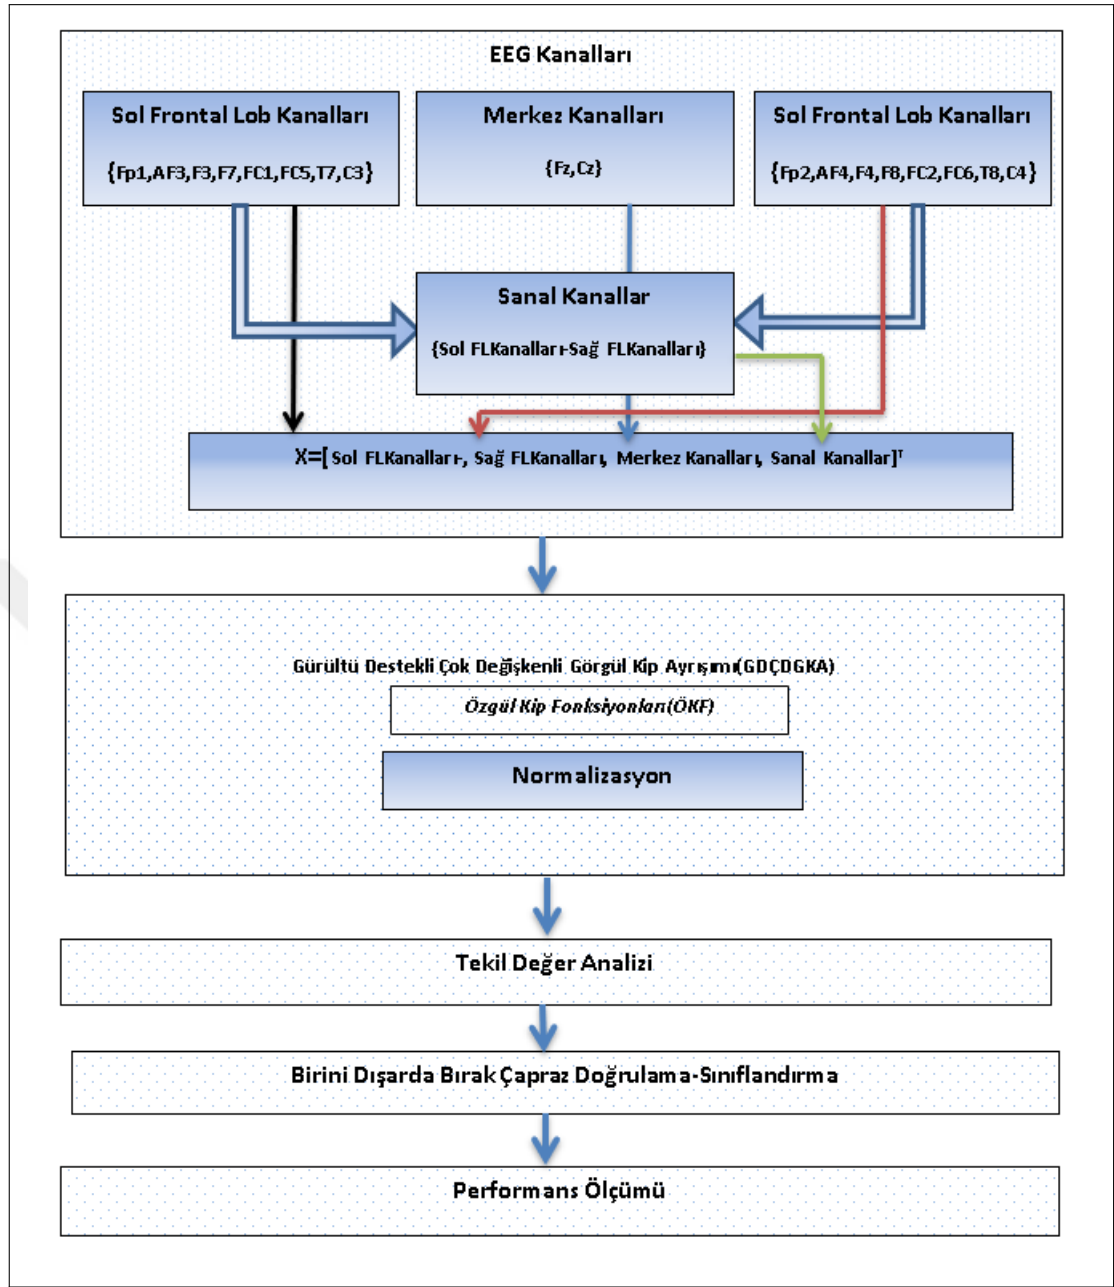 EEG Kanalları
Sol Frontal Lob Kanalları
{Fp1,AF3,F3,F7,FC1,FC5,T7,C3}
Merkez Kanalları
{Fz,Cz}
Sol Frontal Lob Kanalları
{Fp2,AF4,F4,F8,FC2,FC6,T8,C4}
Sanal Kanallar
{Sol FLKanalları-Sağ FLKanalları}
X=[Sol FLKanalları-, Sağ FLKanalları, Merkez Kanalları, Sanal Kanallar]ᵀ
Gürültü Destekli Çok Değişkenli Görgül Kip Ayrışımı(GDÇDGKA)
Özgül Kip Fonksiyonları(ÖKF)
Normalizasyon
Tekil Değer Analizi
Birini Dışarda Bırak Çapraz Doğrulama-Sınıflandırma
Performans Ölçümü